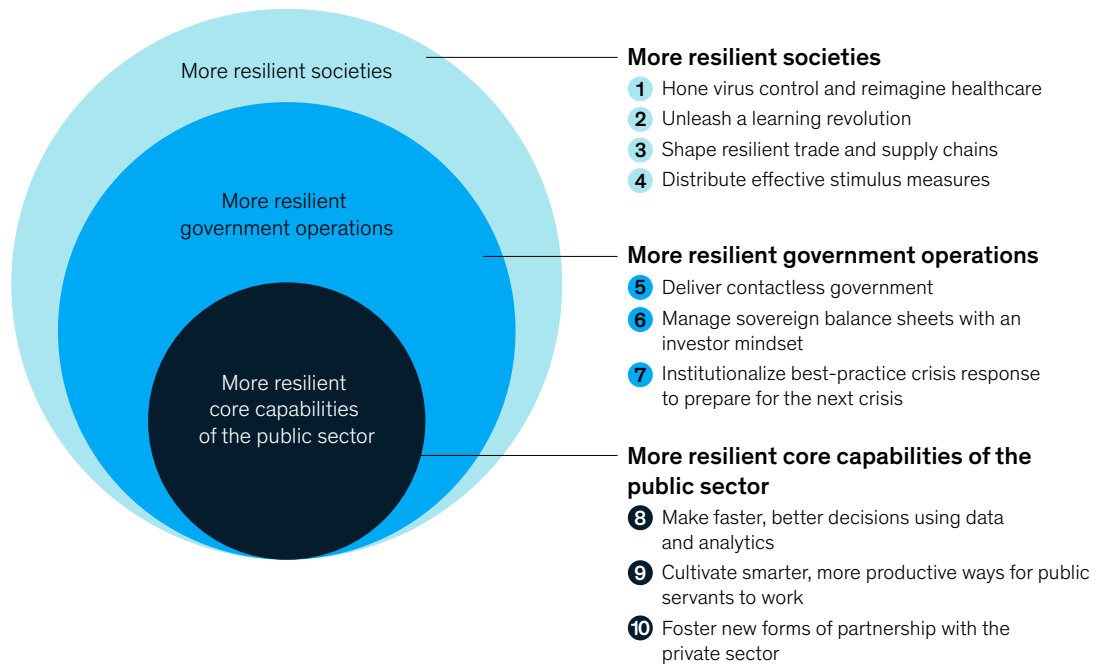 More resilient societies
More resilient
government operations
More resilient
core capabilities
of the public sector
More resilient societies
1 Hone virus control and reimagine healthcare
2 Unleash a learning revolution
3 Shape resilient trade and supply chains
4 Distribute effective stimulus measures
More resilient government operations
5 Deliver contactless government
6 Manage sovereign balance sheets with an
investor mindset
7 Institutionalize best-practice crisis response
to prepare for the next crisis
More resilient core capabilities of the
public sector
8 Make faster, better decisions using data
and analytics
9 Cultivate smarter, more productive ways for public
servants to work
10 Foster new forms of partnership with the
private sector